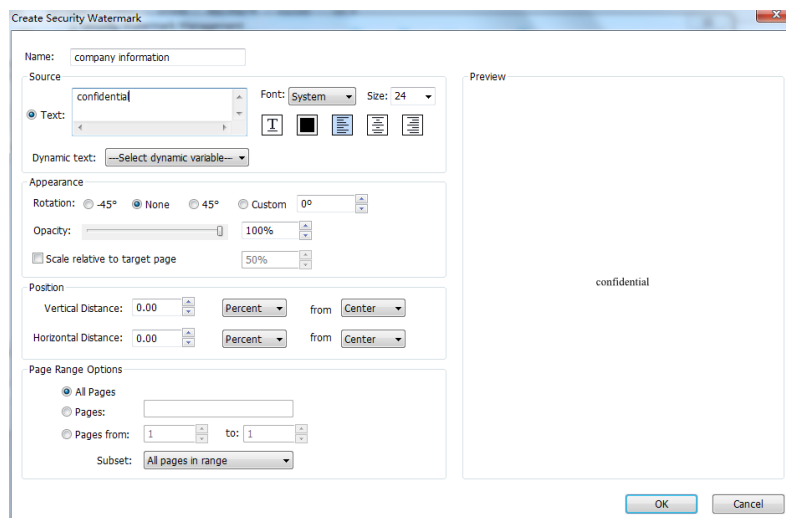 Create Security Watermark
Name: company information
Source
Text: confidential
Font: System Size: 24
T
Dynamic text: ---Select dynamic variable---
Appearance
Rotation: -45° None 45° Custom 0º
Opacity: 100%
Scale relative to target page 50%
Position
Vertical Distance: 0.00 Percent from Center
Horizontal Distance: 0.00 Percent from Center
Page Range Options
All Pages
Pages:
Pages from: 1 to: 1
Subset: All pages in range
Preview
confidential
OK Cancel